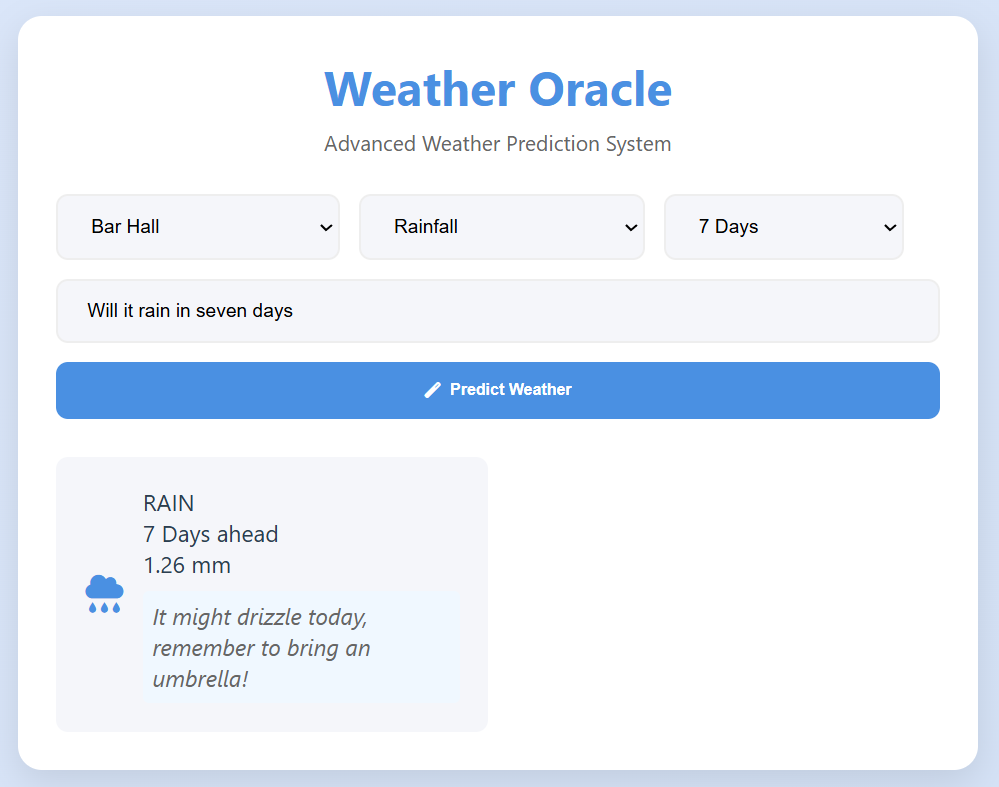 Weather Oracle
Advanced Weather Prediction System
Bar Hall
Rainfall
7 Days
Will it rain in seven days
Predict Weather
RAIN
7 Days ahead
1.26 mm
It might drizzle today,
remember to bring an
umbrella!